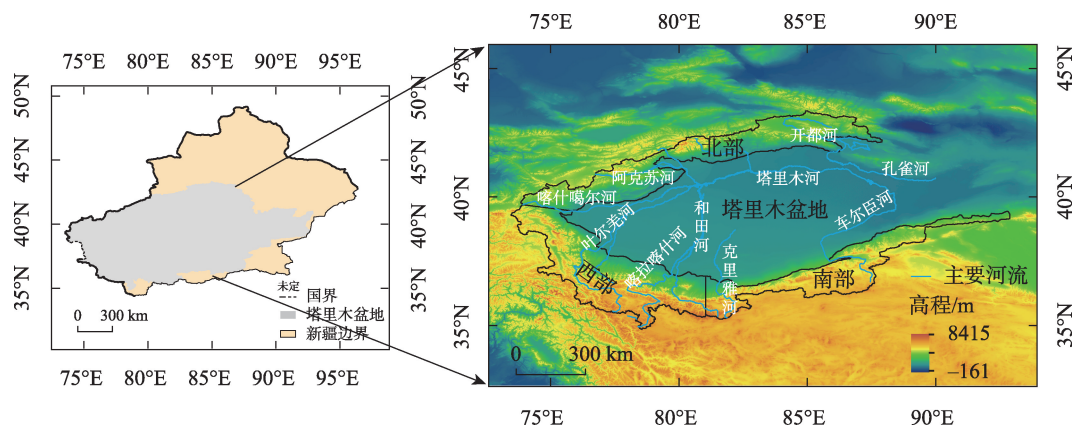 75°E 80°E 85°E 90°E 95°E
50°N
45°N
40°N
35°N
50°N
45°N
40°N
35°N
未定
国界
塔里木盆地
新疆边界
0 300 km
75°E 80°E 85°E 90°E 95°E
75°E 80°E 85°E 90°E
45°N
40°N
35°N
45°N
40°N
35°N
开都河
北部
孔雀河
阿克苏河
塔里木河
喀什噶尔河
和田河
塔里木盆地
车尔臣河
叶尔羌河
喀拉喀什河
克里雅河
西部
南部
主要河流
高程/m
8415
–161
0 300 km
75°E 80°E 85°E 90°E